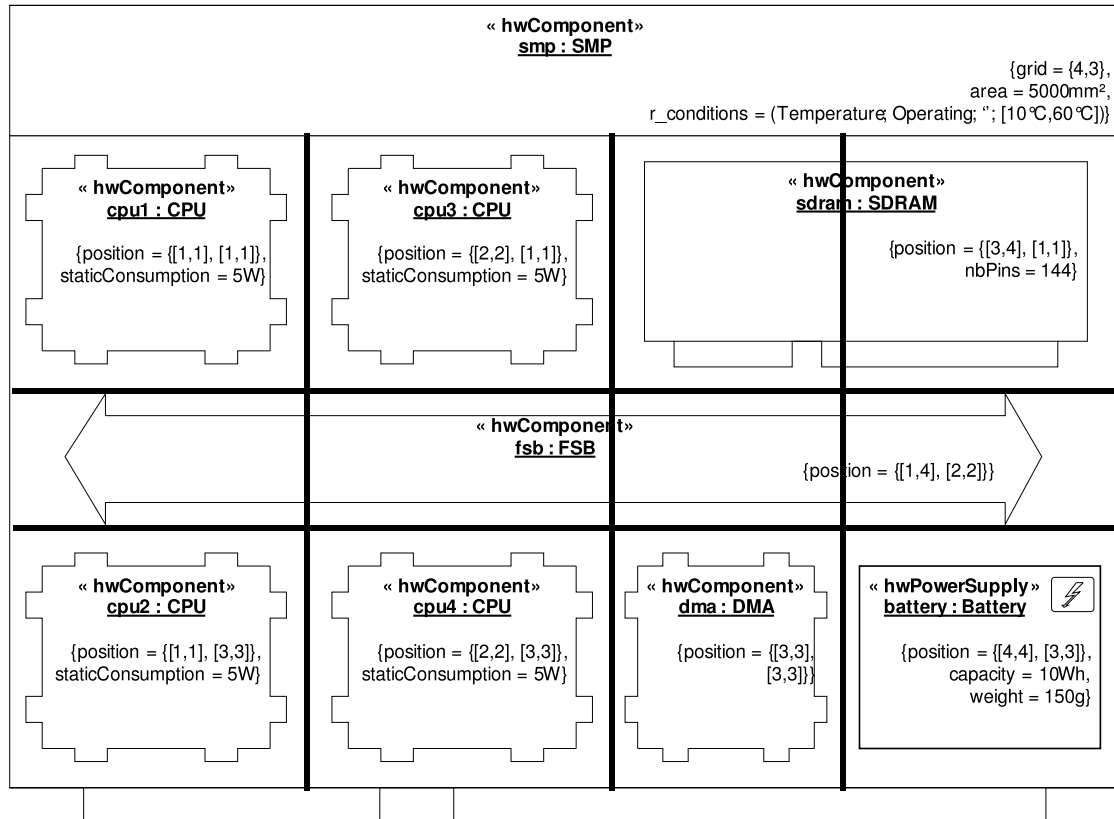 « hwComponent»
smp : SMP
{grid = {4,3},
area = 5000mm²,
r_conditions = (Temperature; Operating; “; [10°C,60°C])}
« hwComponent»
cpu1 : CPU
{position = {[1,1], [1,1]},
staticConsumption = 5W}
« hwComponent»
cpu3 : CPU
{position = {[2,2], [1,1]},
staticConsumption = 5W}
« hwComponent»
sdram : SDRAM
{position = {[3,4], [1,1]},
nbPins = 144}
« hwComponent»
fsb : FSB
{position = {[1,4], [2,2]}}
« hwComponent»
cpu2 : CPU
{position = {[1,1], [3,3]},
staticConsumption = 5W}
« hwComponent»
cpu4 : CPU
{position = {[2,2], [3,3]},
staticConsumption = 5W}
« hwComponent»
dma : DMA
{position = {[3,3],
[3,3]}}
« hwPowerSupply»
battery : Battery
{position = {[4,4], [3,3]},
capacity = 10Wh,
weight = 150g}